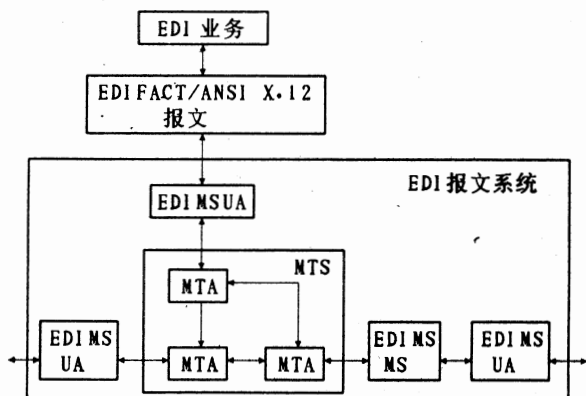 EDI 业务
EDIFACT/ANSI X.12
报文
EDI报文系统
EDIMSUA
MTS
MTA
EDIMS
UA
MTA
MTA
EDIMS
MS
EDIMS
UA